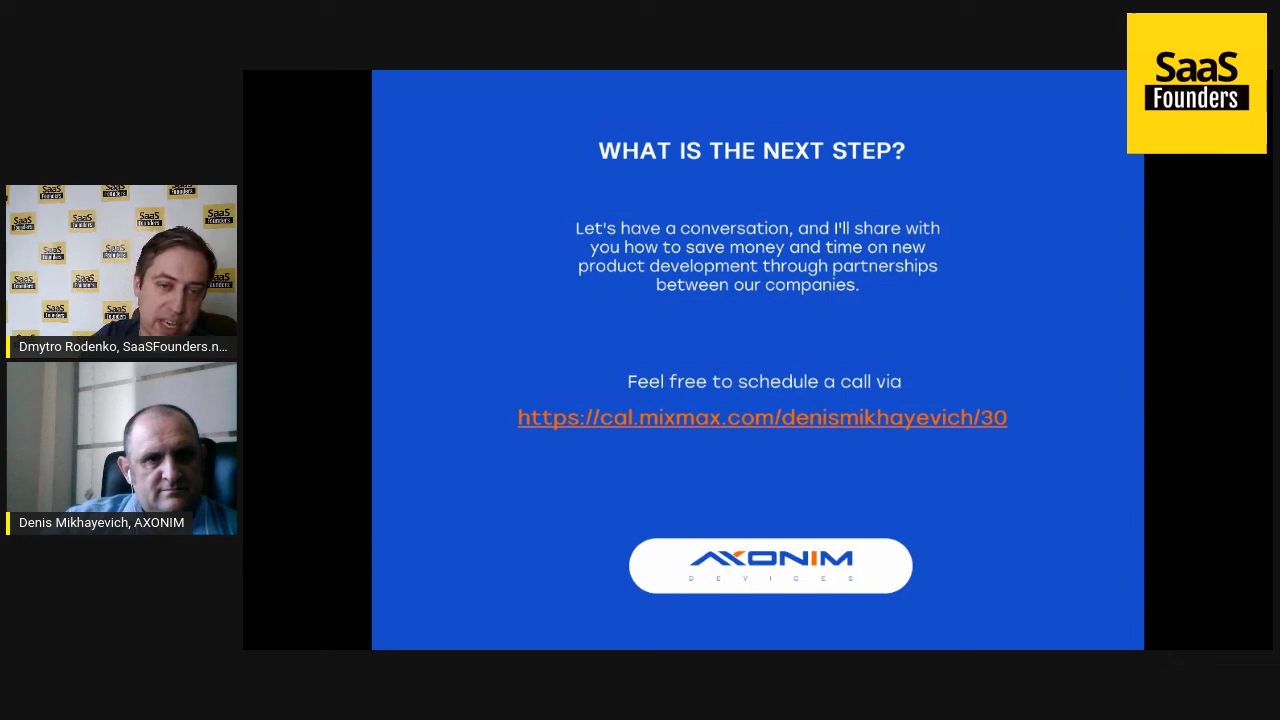 SaaS
Founders
WHAT IS THE NEXT STEP?
Let's have a conversation, and I'll share with
you how to save money and time on new
product development through partnerships
between our companies.
Feel free to schedule a call via
https://cal.mixmax.com/denismikhayevich/30
AXONIM
DEVICES
Dmytro Rodenko, SaaSFounders.n...
Denis Mikhayevich, AXONIM